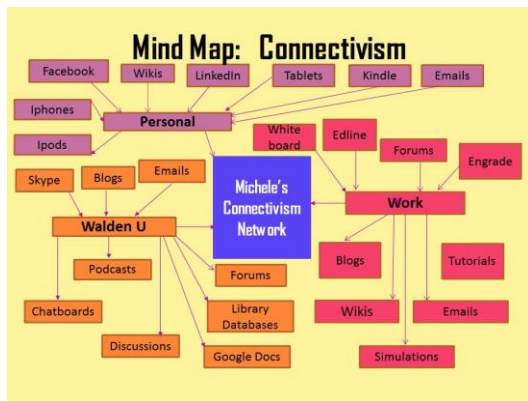 Mind Map: Connectivism
Facebook
Wikis
LinkedIn
Tablets
Kindle
Emails
Iphones
Personal
Ipods
White
board
Edline
Forums
Engrade
Skype
Blogs
Emails
Michele's
Connectivism
Network
Work
Walden U
Blogs
Tutorials
Podcasts
Forums
Chatboards
Library
Databases
Wikis
Emails
Discussions
Google Docs
Simulations